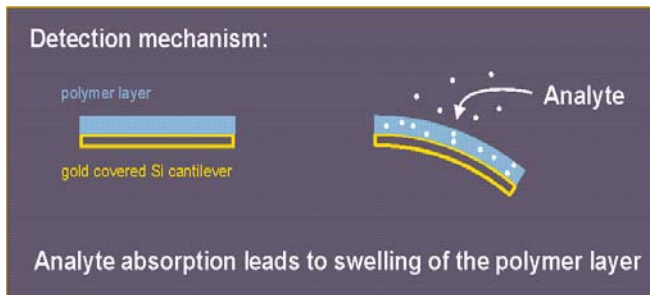 Detection mechanism:
polymer layer
Analyte
gold covered Si cantilever
Analyte absorption leads to swelling of the polymer layer